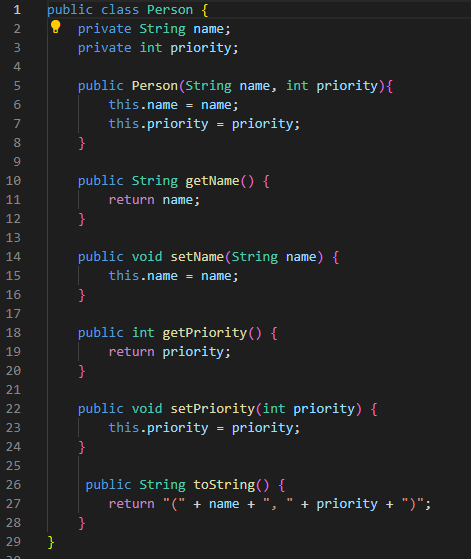 1 public class Person {
2     private String name;
3     private int priority;
4
5     public Person(String name, int priority){
6         this.name = name;
7         this.priority = priority;
8     }
9
10     public String getName() {
11         return name;
12     }
13
14     public void setName(String name) {
15         this.name = name;
16     }
17
18     public int getPriority() {
19         return priority;
20     }
21
22     public void setPriority(int priority) {
23         this.priority = priority;
24     }
25
26      public String toString() {
27         return "(" + name + ", " + priority + ")";
28     }
29 }